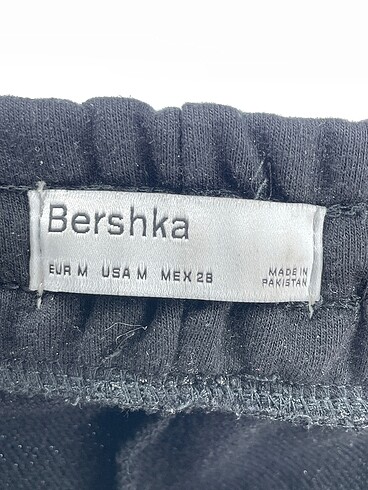 Bershka
EUR M USA M MEX 28
MADE IN
PAKISTAN